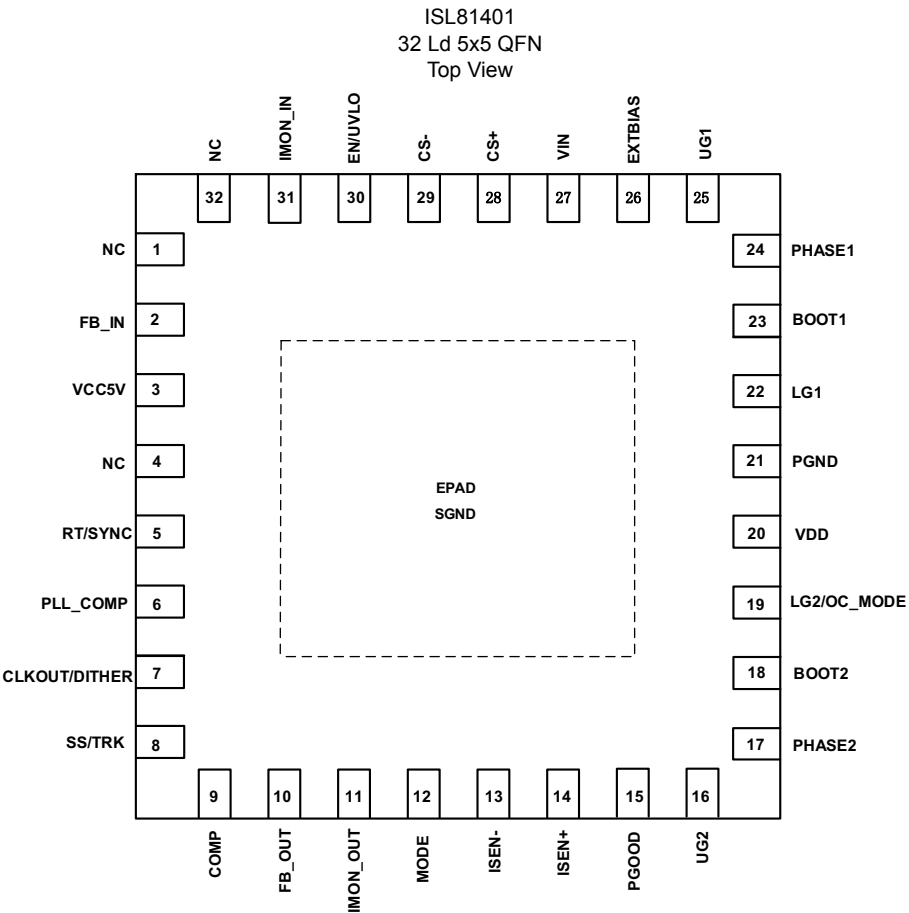 ISL81401
32 Ld 5x5 QFN
Top View
NC
IMON_IN
EN/UVLO
CS-
CS+
VIN
EXTBIAS
UG1
32
31
30
29
28
27
26
25
NC 1
24 PHASE1
FB_IN 2
23 BOOT1
VCC5V 3
22 LG1
NC 4
21 PGND
EPAD
SGND
RT/SYNC 5
20 VDD
PLL_COMP 6
19 LG2/OC_MODE
CLKOUT/DITHER 7
18 BOOT2
SS/TRK 8
17 PHASE2
9
10
11
12
13
14
15
16
COMP
FB_OUT
IMON_OUT
MODE
ISEN-
ISEN+
PGOOD
UG2